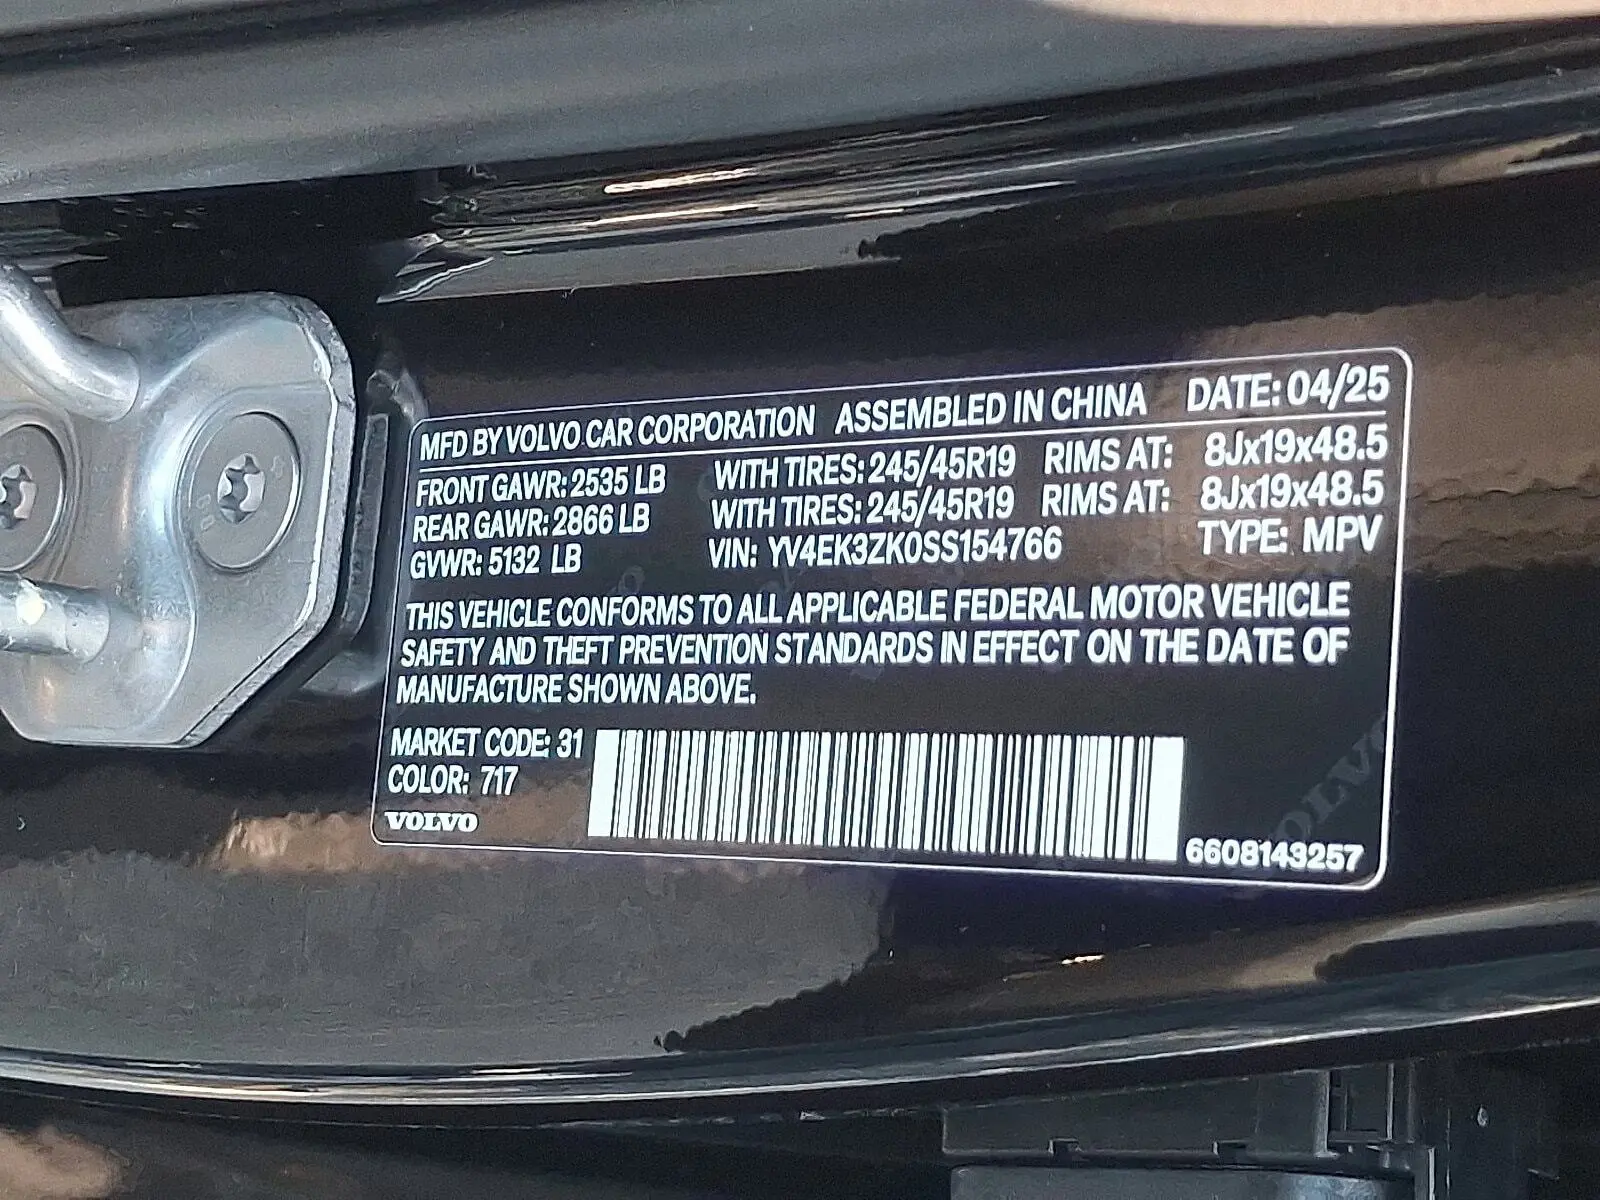 MFD BY VOLVO CAR CORPORATION ASSEMBLED IN CHINA DATE: 04/25
FRONT GAWR: 2535 LB WITH TIRES: 245/45R19 RIMS AT: 8Jx19x48.5
REAR GAWR: 2866 LB WITH TIRES: 245/45R19 RIMS AT: 8Jx19x48.5
GVWR: 5132 LB VIN: YV4EK3ZK0SS154766 TYPE: MPV
THIS VEHICLE CONFORMS TO ALL APPLICABLE FEDERAL MOTOR VEHICLE
SAFETY AND THEFT PREVENTION STANDARDS IN EFFECT ON THE DATE OF
MANUFACTURE SHOWN ABOVE.
MARKET CODE: 31
COLOR: 717
VOLVO
6608143257